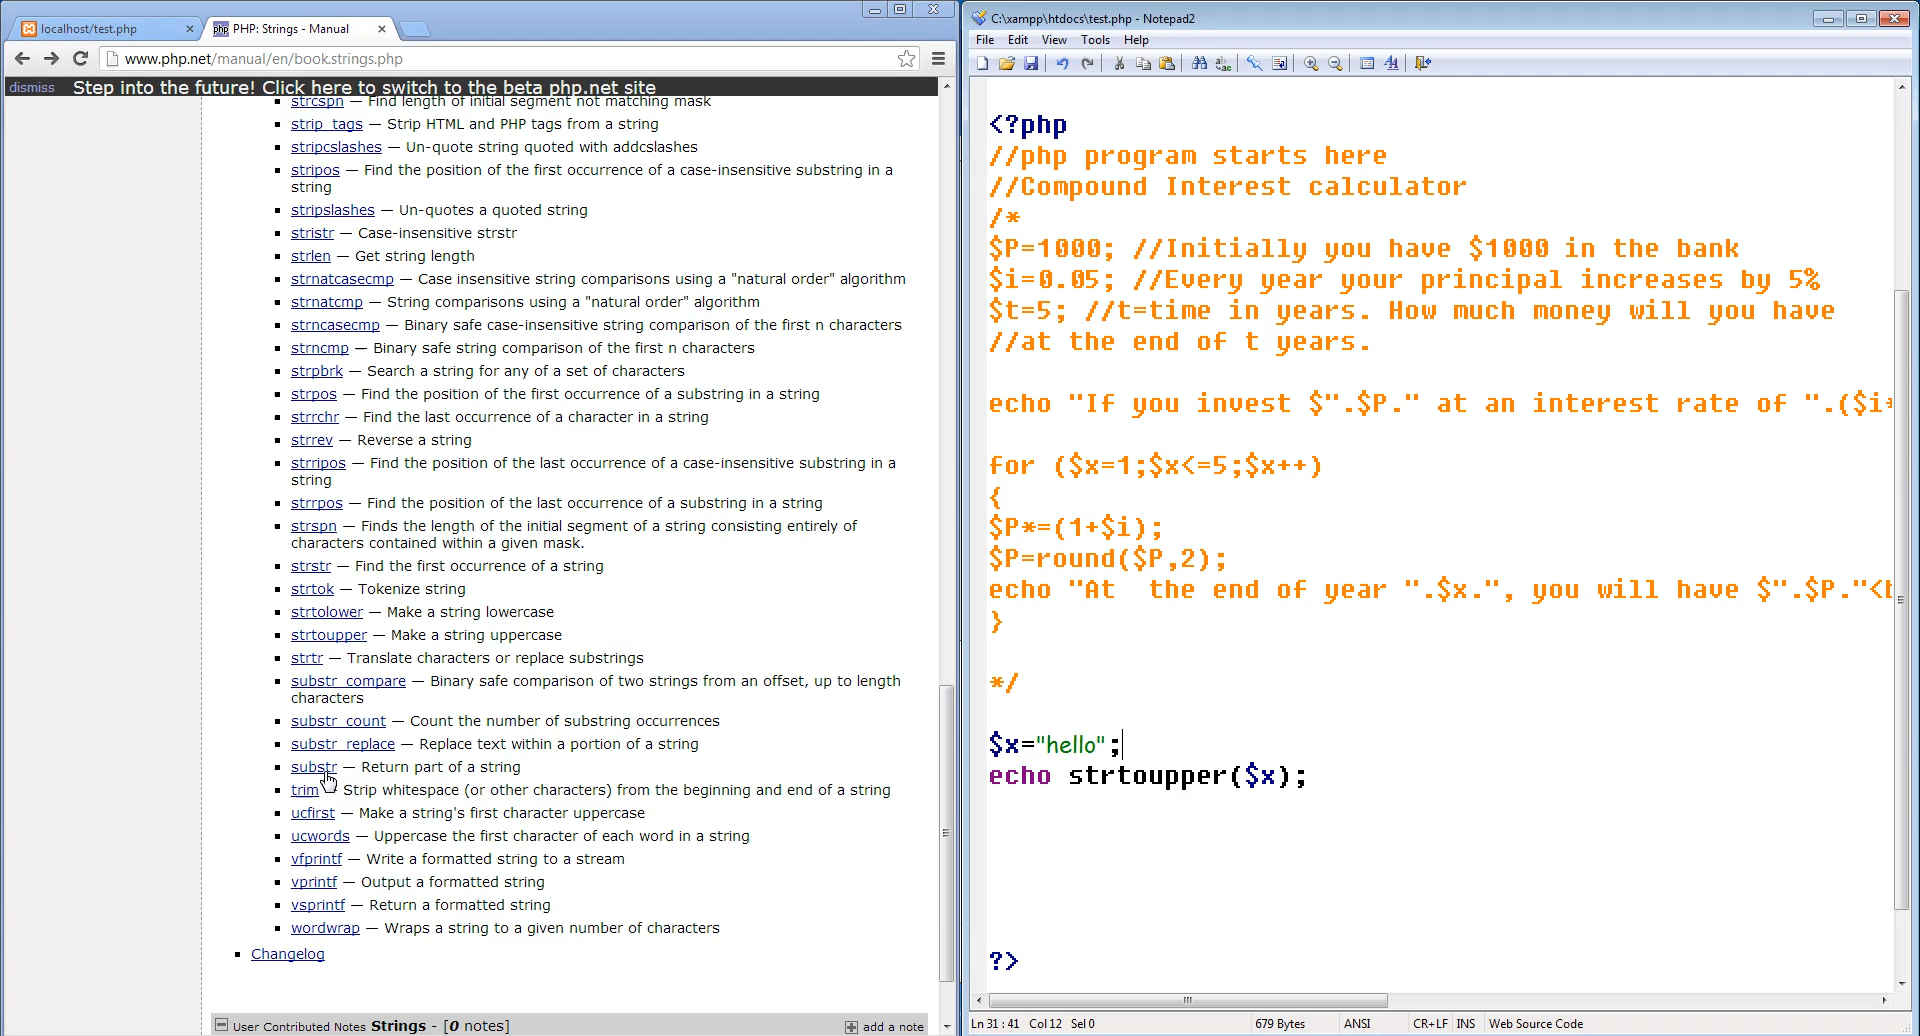 localhost/test.php
php PHP: Strings - Manual
www.php.net/manual/en/book.strings.php
dismiss Step into the future! Click here to switch to the beta php.net site
strcspn — Find length of initial segment not matching mask
strip_tags — Strip HTML and PHP tags from a string
stripcslashes — Un-quote string quoted with addcslashes
stripos — Find the position of the first occurrence of a case-insensitive substring in a
string
stripslashes — Un-quotes a quoted string
stristr — Case-insensitive strstr
strlen — Get string length
strnatcasecmp — Case insensitive string comparisons using a "natural order" algorithm
strnatcmp — String comparisons using a "natural order" algorithm
strncasecmp — Binary safe case-insensitive string comparison of the first n characters
strncmp — Binary safe string comparison of the first n characters
strpbrk — Search a string for any of a set of characters
strpos — Find the position of the first occurrence of a substring in a string
strrchr — Find the last occurrence of a character in a string
strrev — Reverse a string
strripos — Find the position of the last occurrence of a case-insensitive substring in a
string
strrpos — Find the position of the last occurrence of a substring in a string
strspn — Finds the length of the initial segment of a string consisting entirely of
characters contained within a given mask.
strstr — Find the first occurrence of a string
strtok — Tokenize string
strtolower — Make a string lowercase
strtoupper — Make a string uppercase
strtr — Translate characters or replace substrings
substr_compare — Binary safe comparison of two strings from an offset, up to length
characters
substr_count — Count the number of substring occurrences
substr_replace — Replace text within a portion of a string
substr — Return part of a string
trim — Strip whitespace (or other characters) from the beginning and end of a string
ucfirst — Make a string's first character uppercase
ucwords — Uppercase the first character of each word in a string
vfprintf — Write a formatted string to a stream
vprintf — Output a formatted string
vsprintf — Return a formatted string
wordwrap — Wraps a string to a given number of characters
Changelog
User Contributed Notes Strings - [0 notes] add a note
C:\xampp\htdocs\test.php - Notepad2
File Edit View Tools Help
<?php
//php program starts here
//Compound Interest calculator
/*
$P=1000; //Initially you have $1000 in the bank
$i=0.05; //Every year your principal increases by 5%
$t=5; //t=time in years. How much money will you have
//at the end of t years.
echo "If you invest $".$P." at an interest rate of ".($i*
for ($x=1;$x<=5;$x++)
{
$P*=(1+$i);
$P=round($P,2);
echo "At  the end of year ".$x.", you will have $".$P."<b
}
*/
$x="hello";
echo strtoupper($x);
?>
Ln 31 : 41 Col 12 Sel 0 679 Bytes ANSI CR+LF INS Web Source Code